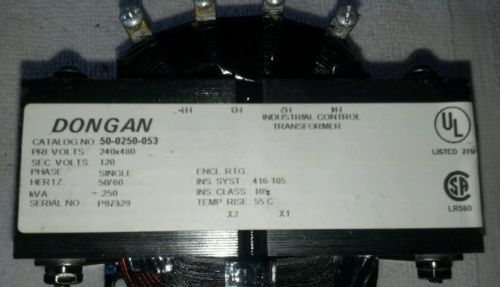 H4 H3 H2 H1
DONGAN
INDUSTRIAL CONTROL
TRANSFORMER
CATALOG NO. 50-0250-053
PRI VOLTS 240x480
SEC. VOLTS 120
PHASE SINGLE
HERTZ 50/60
kVA .250
SERIAL NO P97329
ENCL RTG.
INS. SYST 416-105
INS. CLASS. 105
TEMP. RISE. 55 C
X2 X1
UL
LISTED
SA
LR560